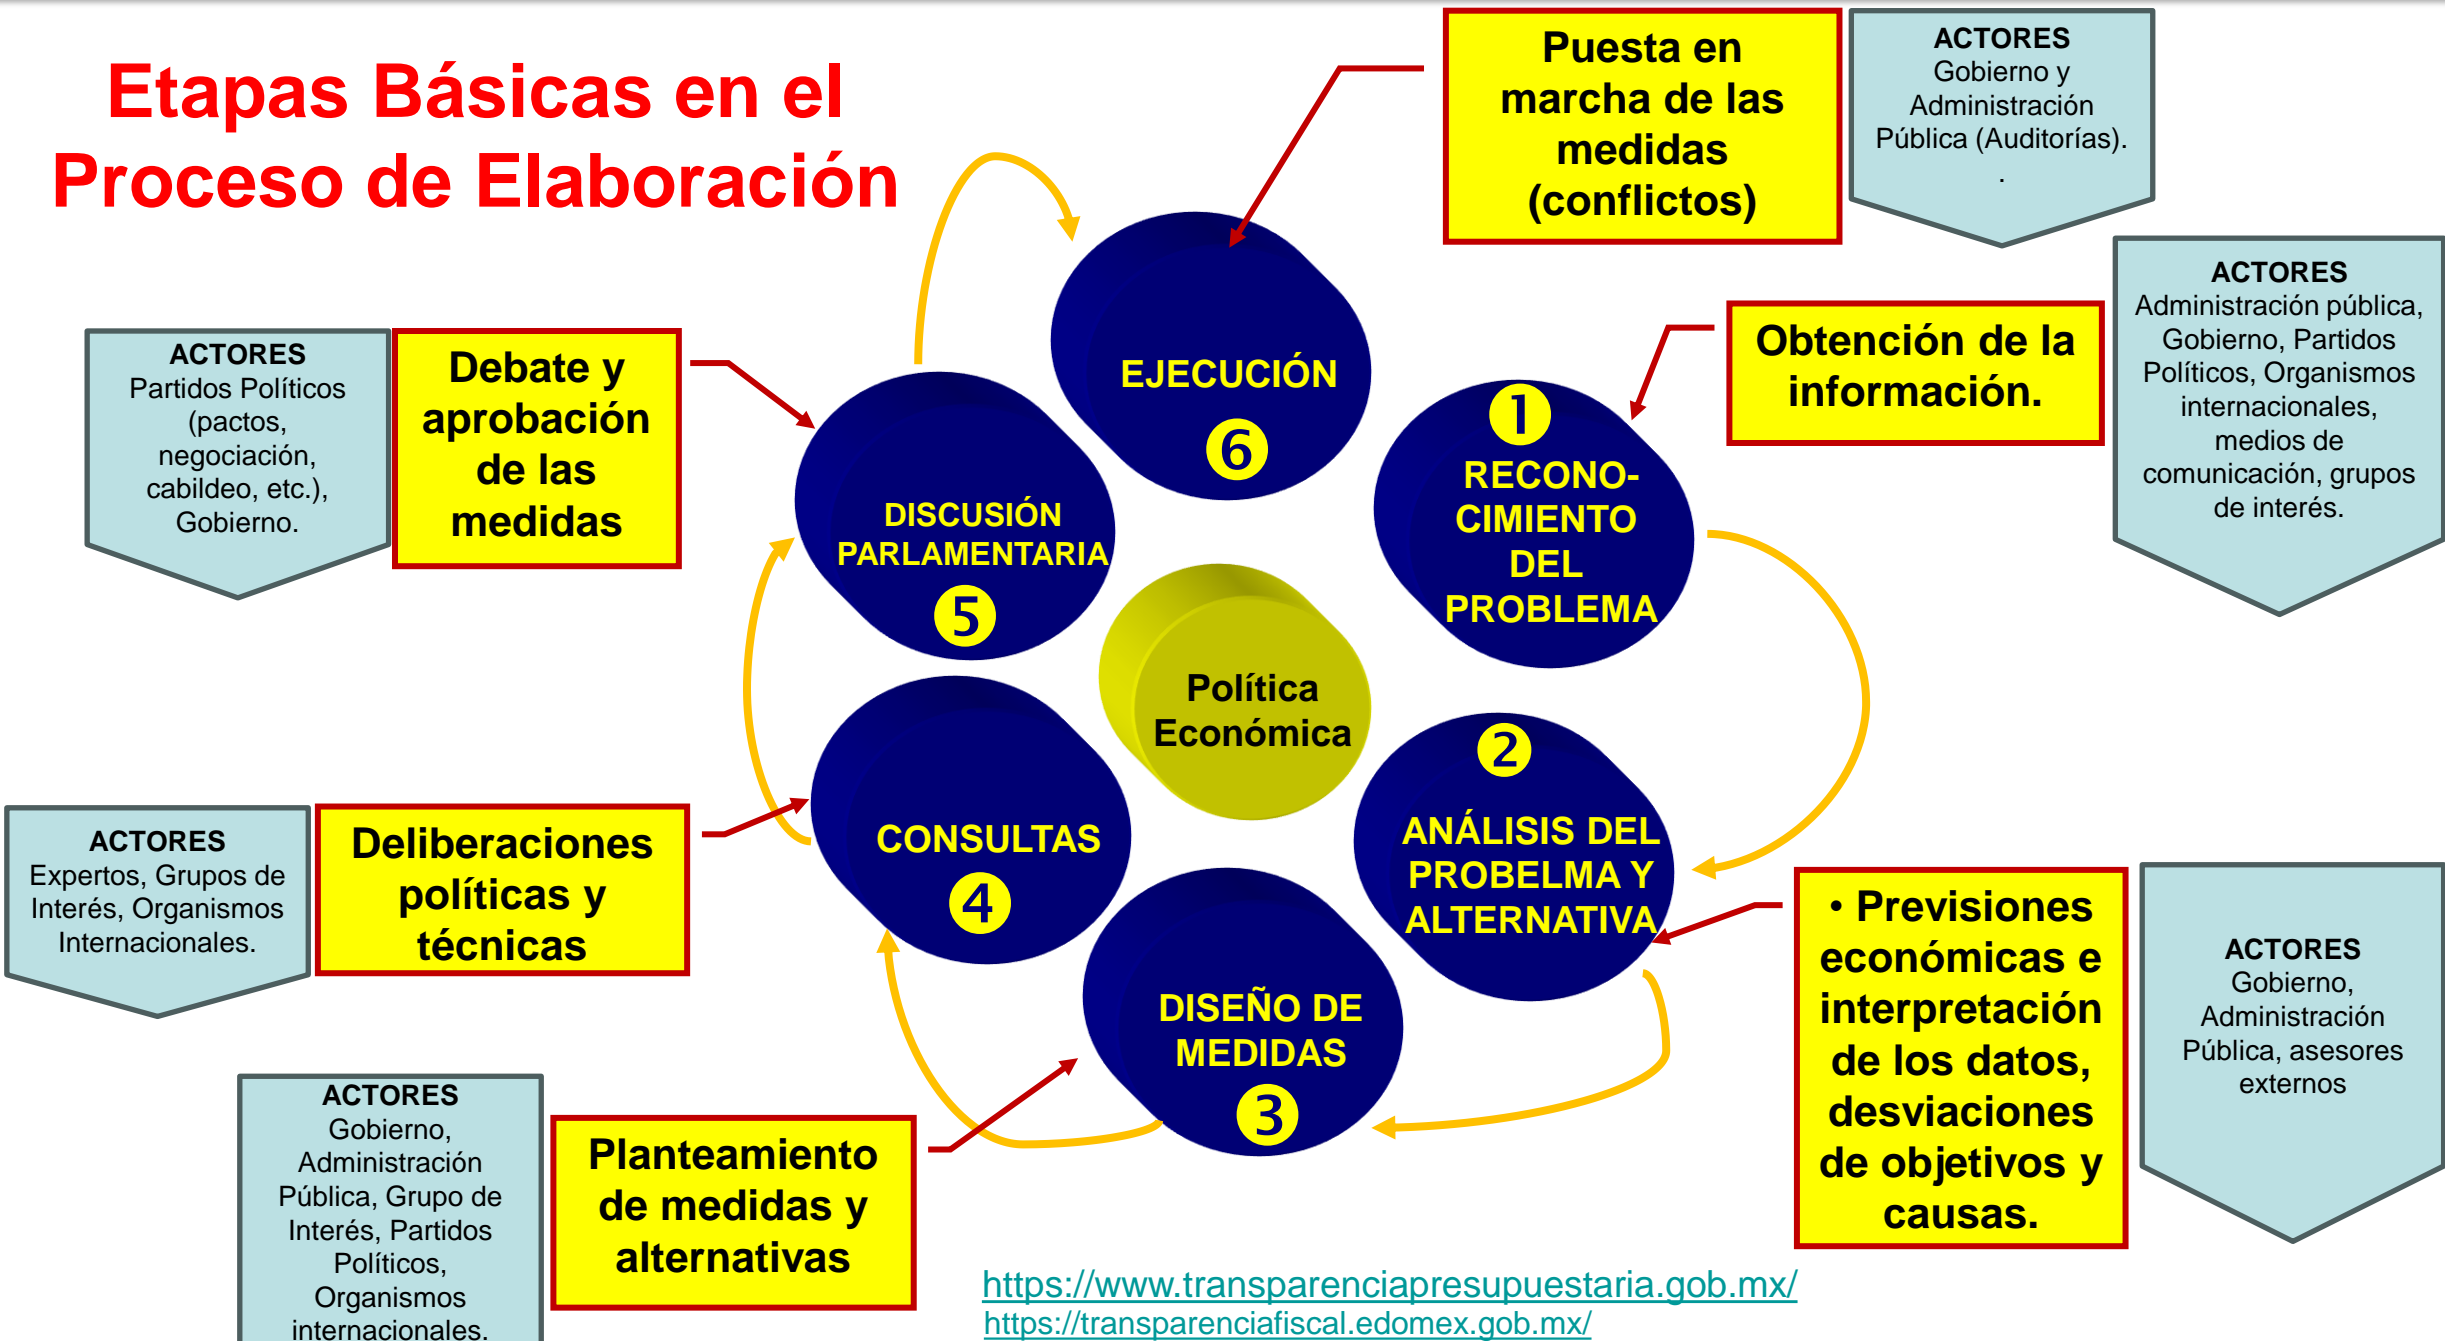 Etapas Básicas en el
Proceso de Elaboración
Puesta en
marcha de las
medidas
(conflictos)
ACTORES
Gobierno y
Administración
Pública (Auditorías).
.
EJECUCIÓN
6
Obtención de la
información.
ACTORES
Administración pública,
Gobierno, Partidos
Políticos, Organismos
internacionales,
medios de
comunicación, grupos
de interés.
1
RECONO-
CIMIENTO
DEL
PROBLEMA
ACTORES
Partidos Políticos
(pactos,
negociación,
cabildeo, etc.),
Gobierno.
Debate y
aprobación
de las
medidas
DISCUSIÓN
PARLAMENTARIA
5
Política
Económica
2
ANÁLISIS DEL
PROBELMA Y
ALTERNATIVA
• Previsiones
económicas e
interpretación
de los datos,
desviaciones
de objetivos y
causas.
ACTORES
Gobierno,
Administración
Pública, asesores
externos
ACTORES
Expertos, Grupos de
Interés, Organismos
Internacionales.
Deliberaciones
políticas y
técnicas
CONSULTAS
4
DISEÑO DE
MEDIDAS
3
ACTORES
Gobierno,
Administración
Pública, Grupo de
Interés, Partidos
Políticos,
Organismos
internacionales.
Planteamiento
de medidas y
alternativas
https://www.transparenciapresupuestaria.gob.mx/
https://transparenciafiscal.edomex.gob.mx/